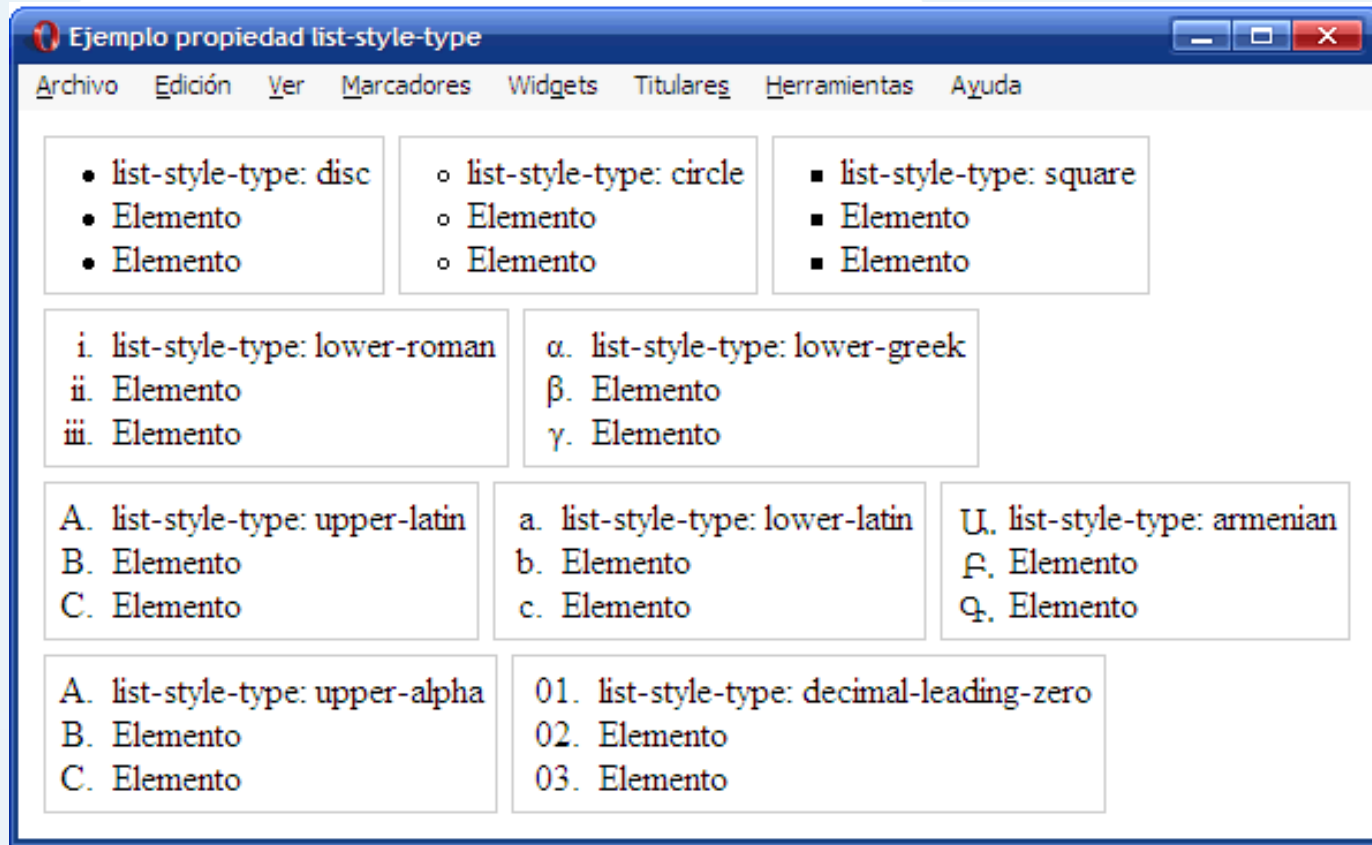 Ejemplo propiedad list-style-type
Archivo Edición Ver Marcadores Widgets Titulares Herramientas Ayuda
• list-style-type: disc
• Elemento
• Elemento
◦ list-style-type: circle
◦ Elemento
◦ Elemento
▪ list-style-type: square
▪ Elemento
▪ Elemento
i. list-style-type: lower-roman
ii. Elemento
iii. Elemento
α. list-style-type: lower-greek
β. Elemento
γ. Elemento
A. list-style-type: upper-latin
B. Elemento
C. Elemento
a. list-style-type: lower-latin
b. Elemento
c. Elemento
Ա. list-style-type: armenian
Բ. Elemento
Գ. Elemento
A. list-style-type: upper-alpha
B. Elemento
C. Elemento
01. list-style-type: decimal-leading-zero
02. Elemento
03. Elemento